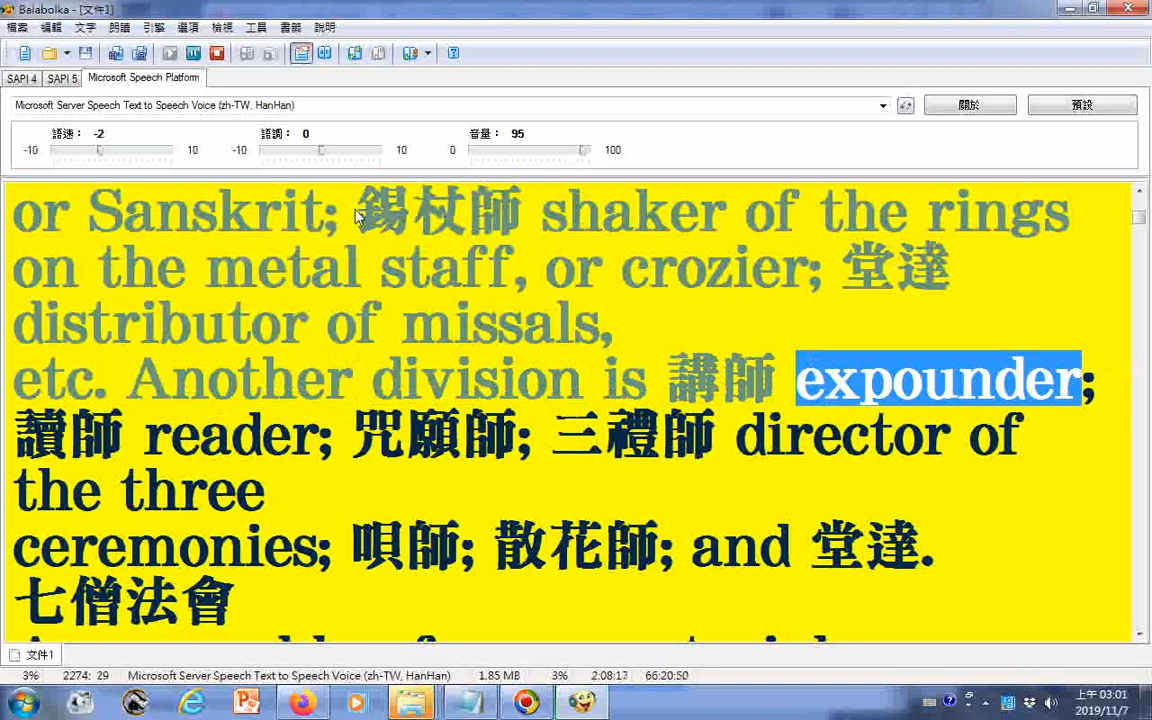 Balabolka - [文件1]
檔案 編輯 文字 朗讀 引擎 選項 檢視 工具 書籤 說明
SAPI 4 SAPI 5 Microsoft Speech Platform
Microsoft Server Speech Text to Speech Voice (zh-TW, HanHan) 關於 預設
語速： -2 語調： 0 音量： 95
-10 10 -10 10 0 100
or Sanskrit; 錫杖師 shaker of the rings
on the metal staff, or crozier; 堂達
distributor of missals,
etc. Another division is 講師 expounder;
讀師 reader; 咒願師; 三禮師 director of
the three
ceremonies; 唄師; 散花師; and 堂達.
七僧法會
文件1
3% 2274: 29 Microsoft Server Speech Text to Speech Voice (zh-TW, HanHan) 1.85 MB 3% 2:08:17 66:20:50
上午 03:01
2019/11/7